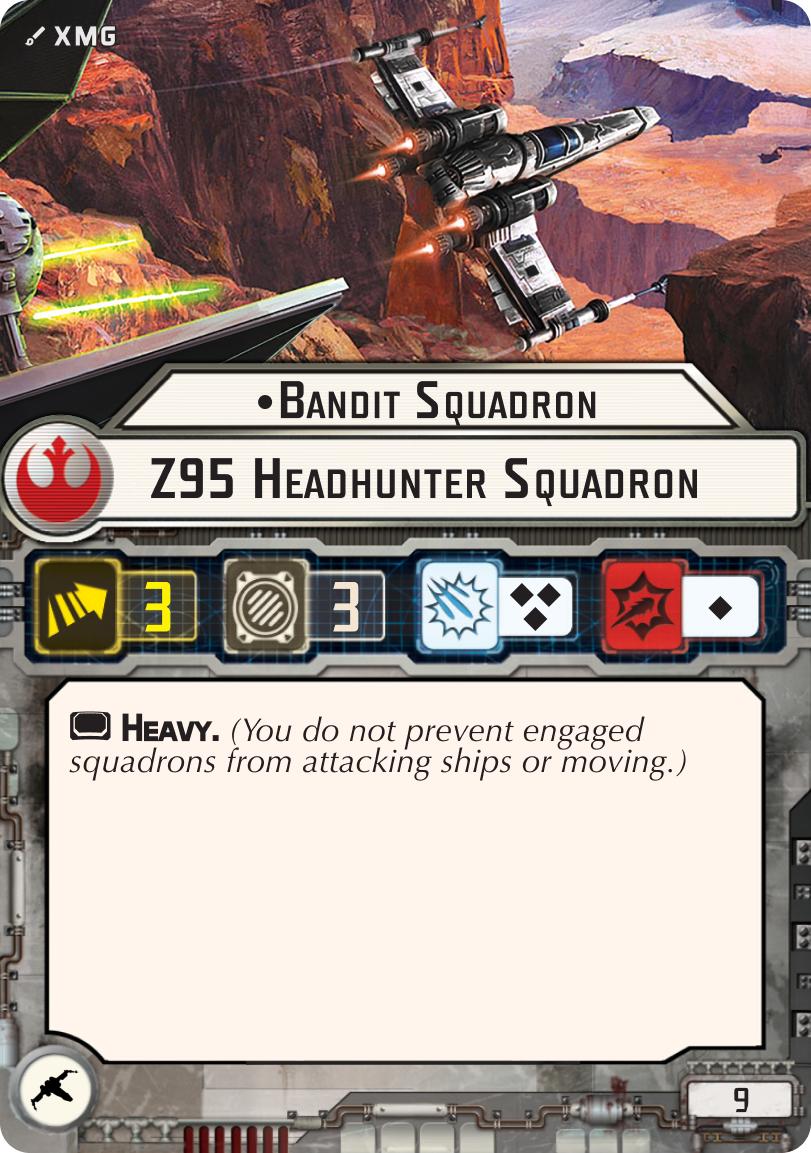 XMG
•Bandit Squadron
Z95 Headhunter Squadron
3
3
Heavy. (You do not prevent engaged
squadrons from attacking ships or moving.)
9